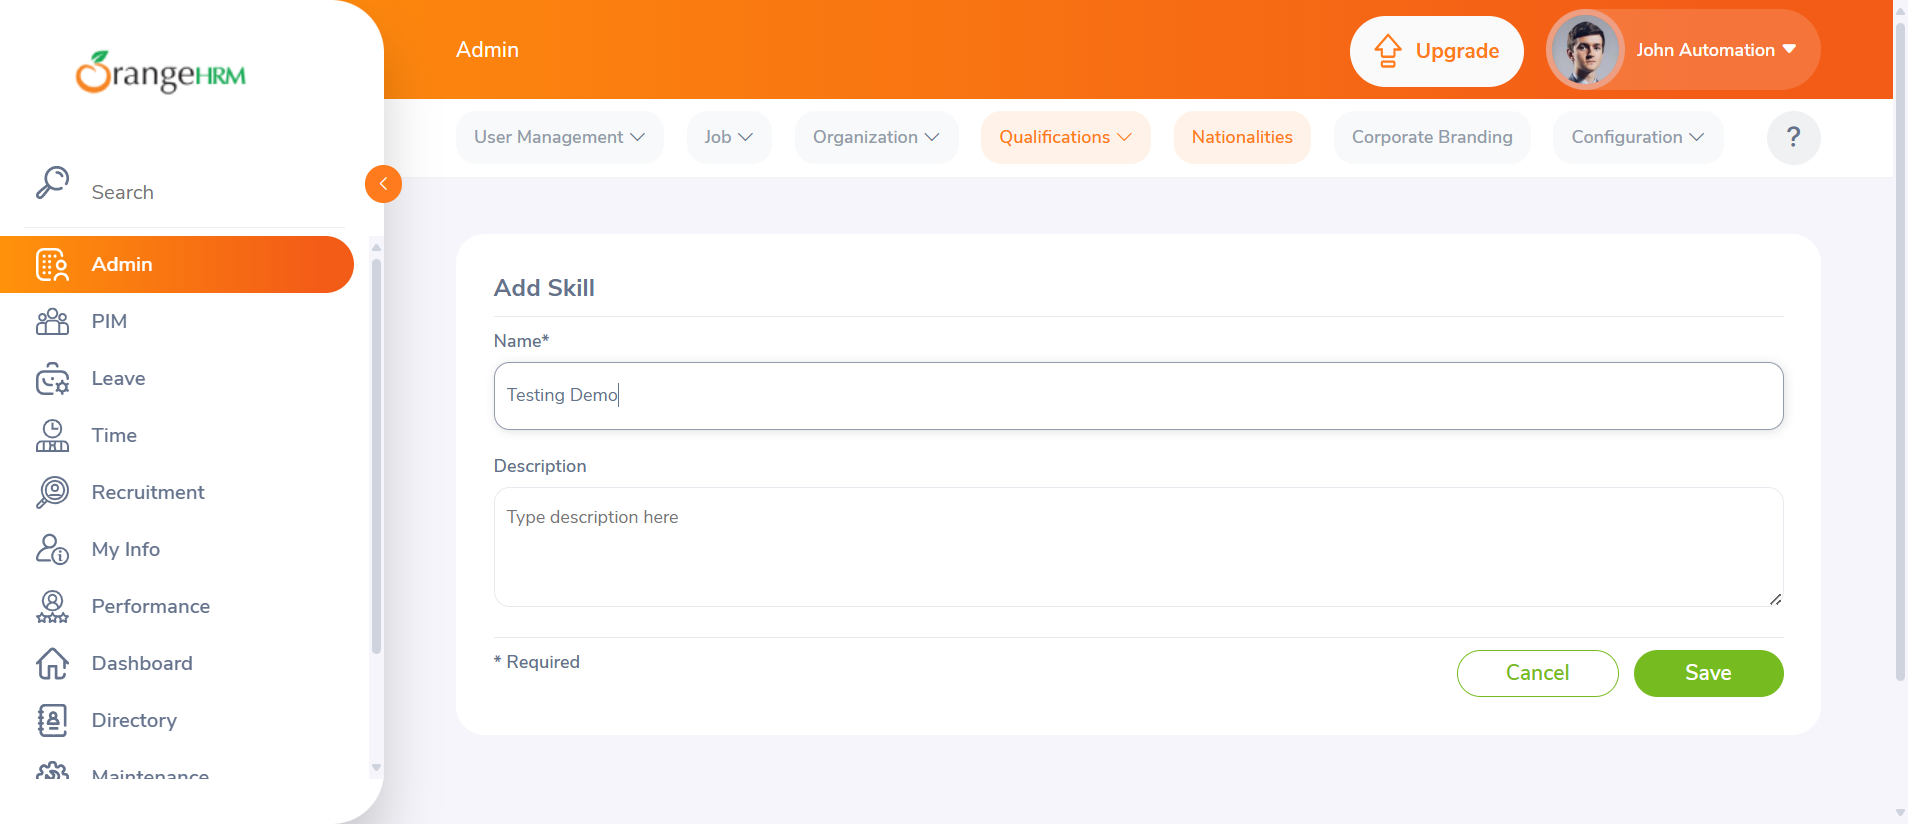 OrangeHRM
Admin
Upgrade
John Automation
User Management
Job
Organization
Qualifications
Nationalities
Corporate Branding
Configuration
?
Search
Admin
PIM
Leave
Time
Recruitment
My Info
Performance
Dashboard
Directory
Maintenance
Add Skill
Name*
Testing Demo
Description
Type description here
* Required
Cancel
Save